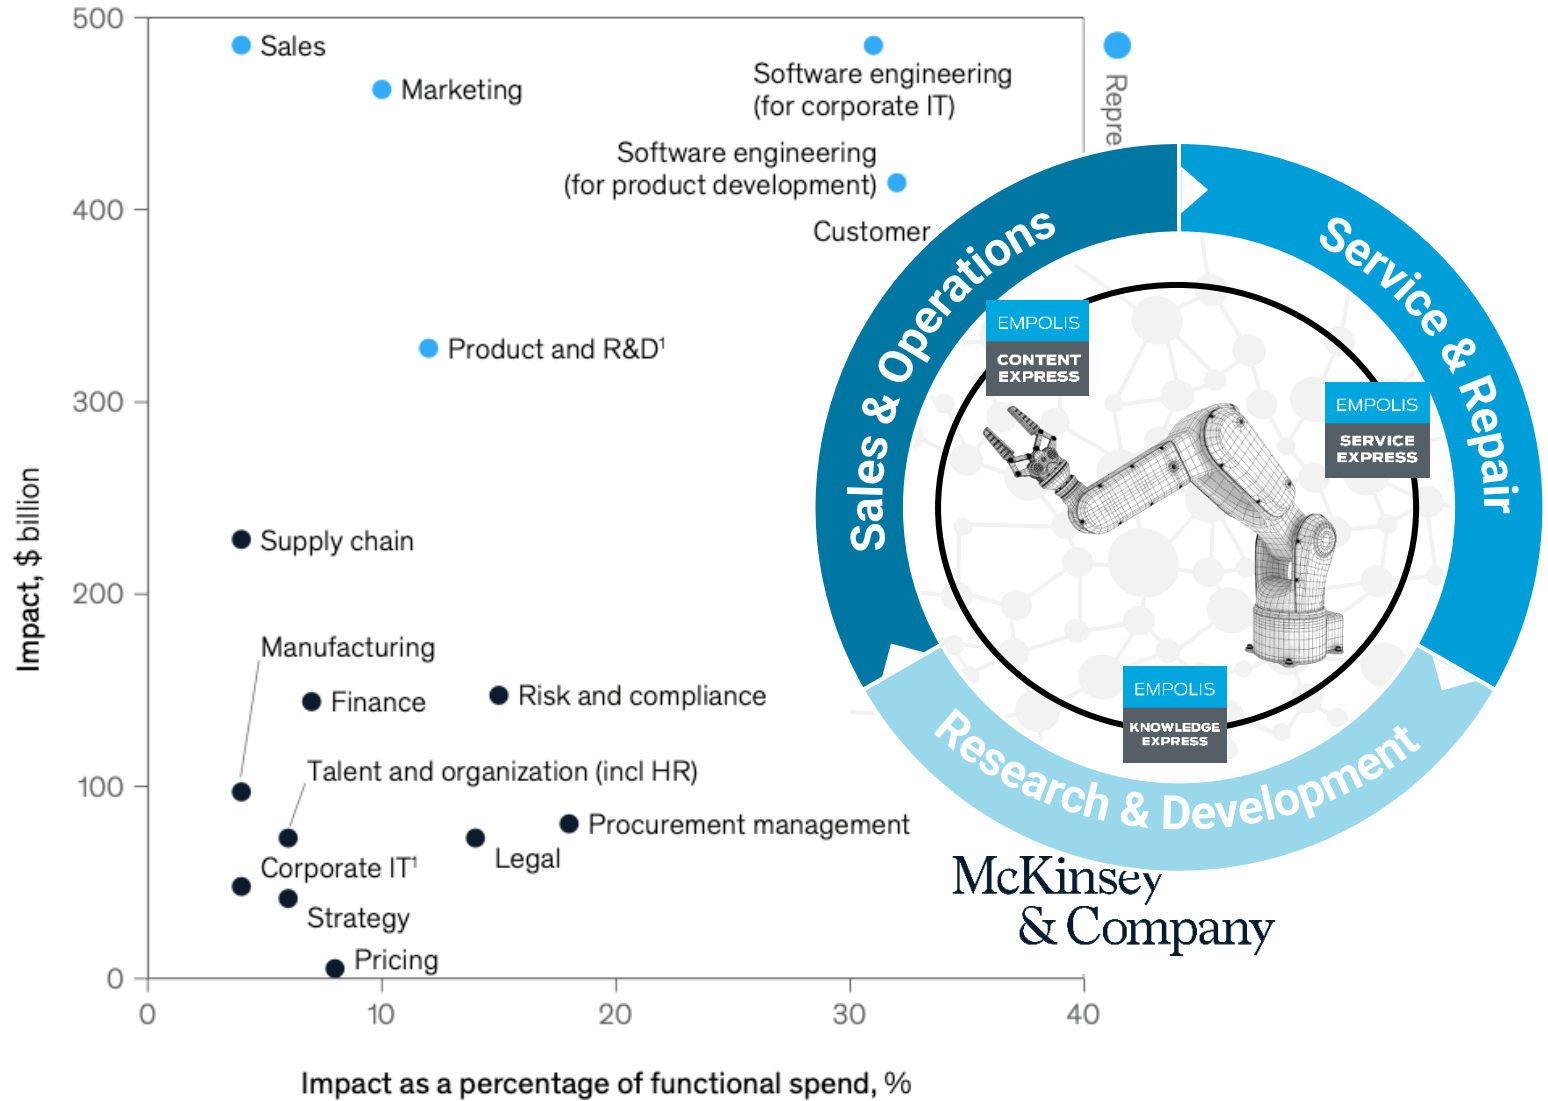 500
Sales
Marketing
Software engineering
(for corporate IT)
Software engineering
(for product development)
Customer
Repre
400
Product and R&D¹
300
Supply chain
200
Manufacturing
Finance
Risk and compliance
Talent and organization (incl HR)
100
Procurement management
Legal
Corporate IT¹
Strategy
Pricing
0
0
10
20
30
40
Impact, $ billion
Impact as a percentage of functional spend, %
Sales & Operations
Service & Repair
Research & Development
EMPOLIS
CONTENT
EXPRESS
EMPOLIS
SERVICE
EXPRESS
EMPOLIS
KNOWLEDGE
EXPRESS
McKinsey
& Company